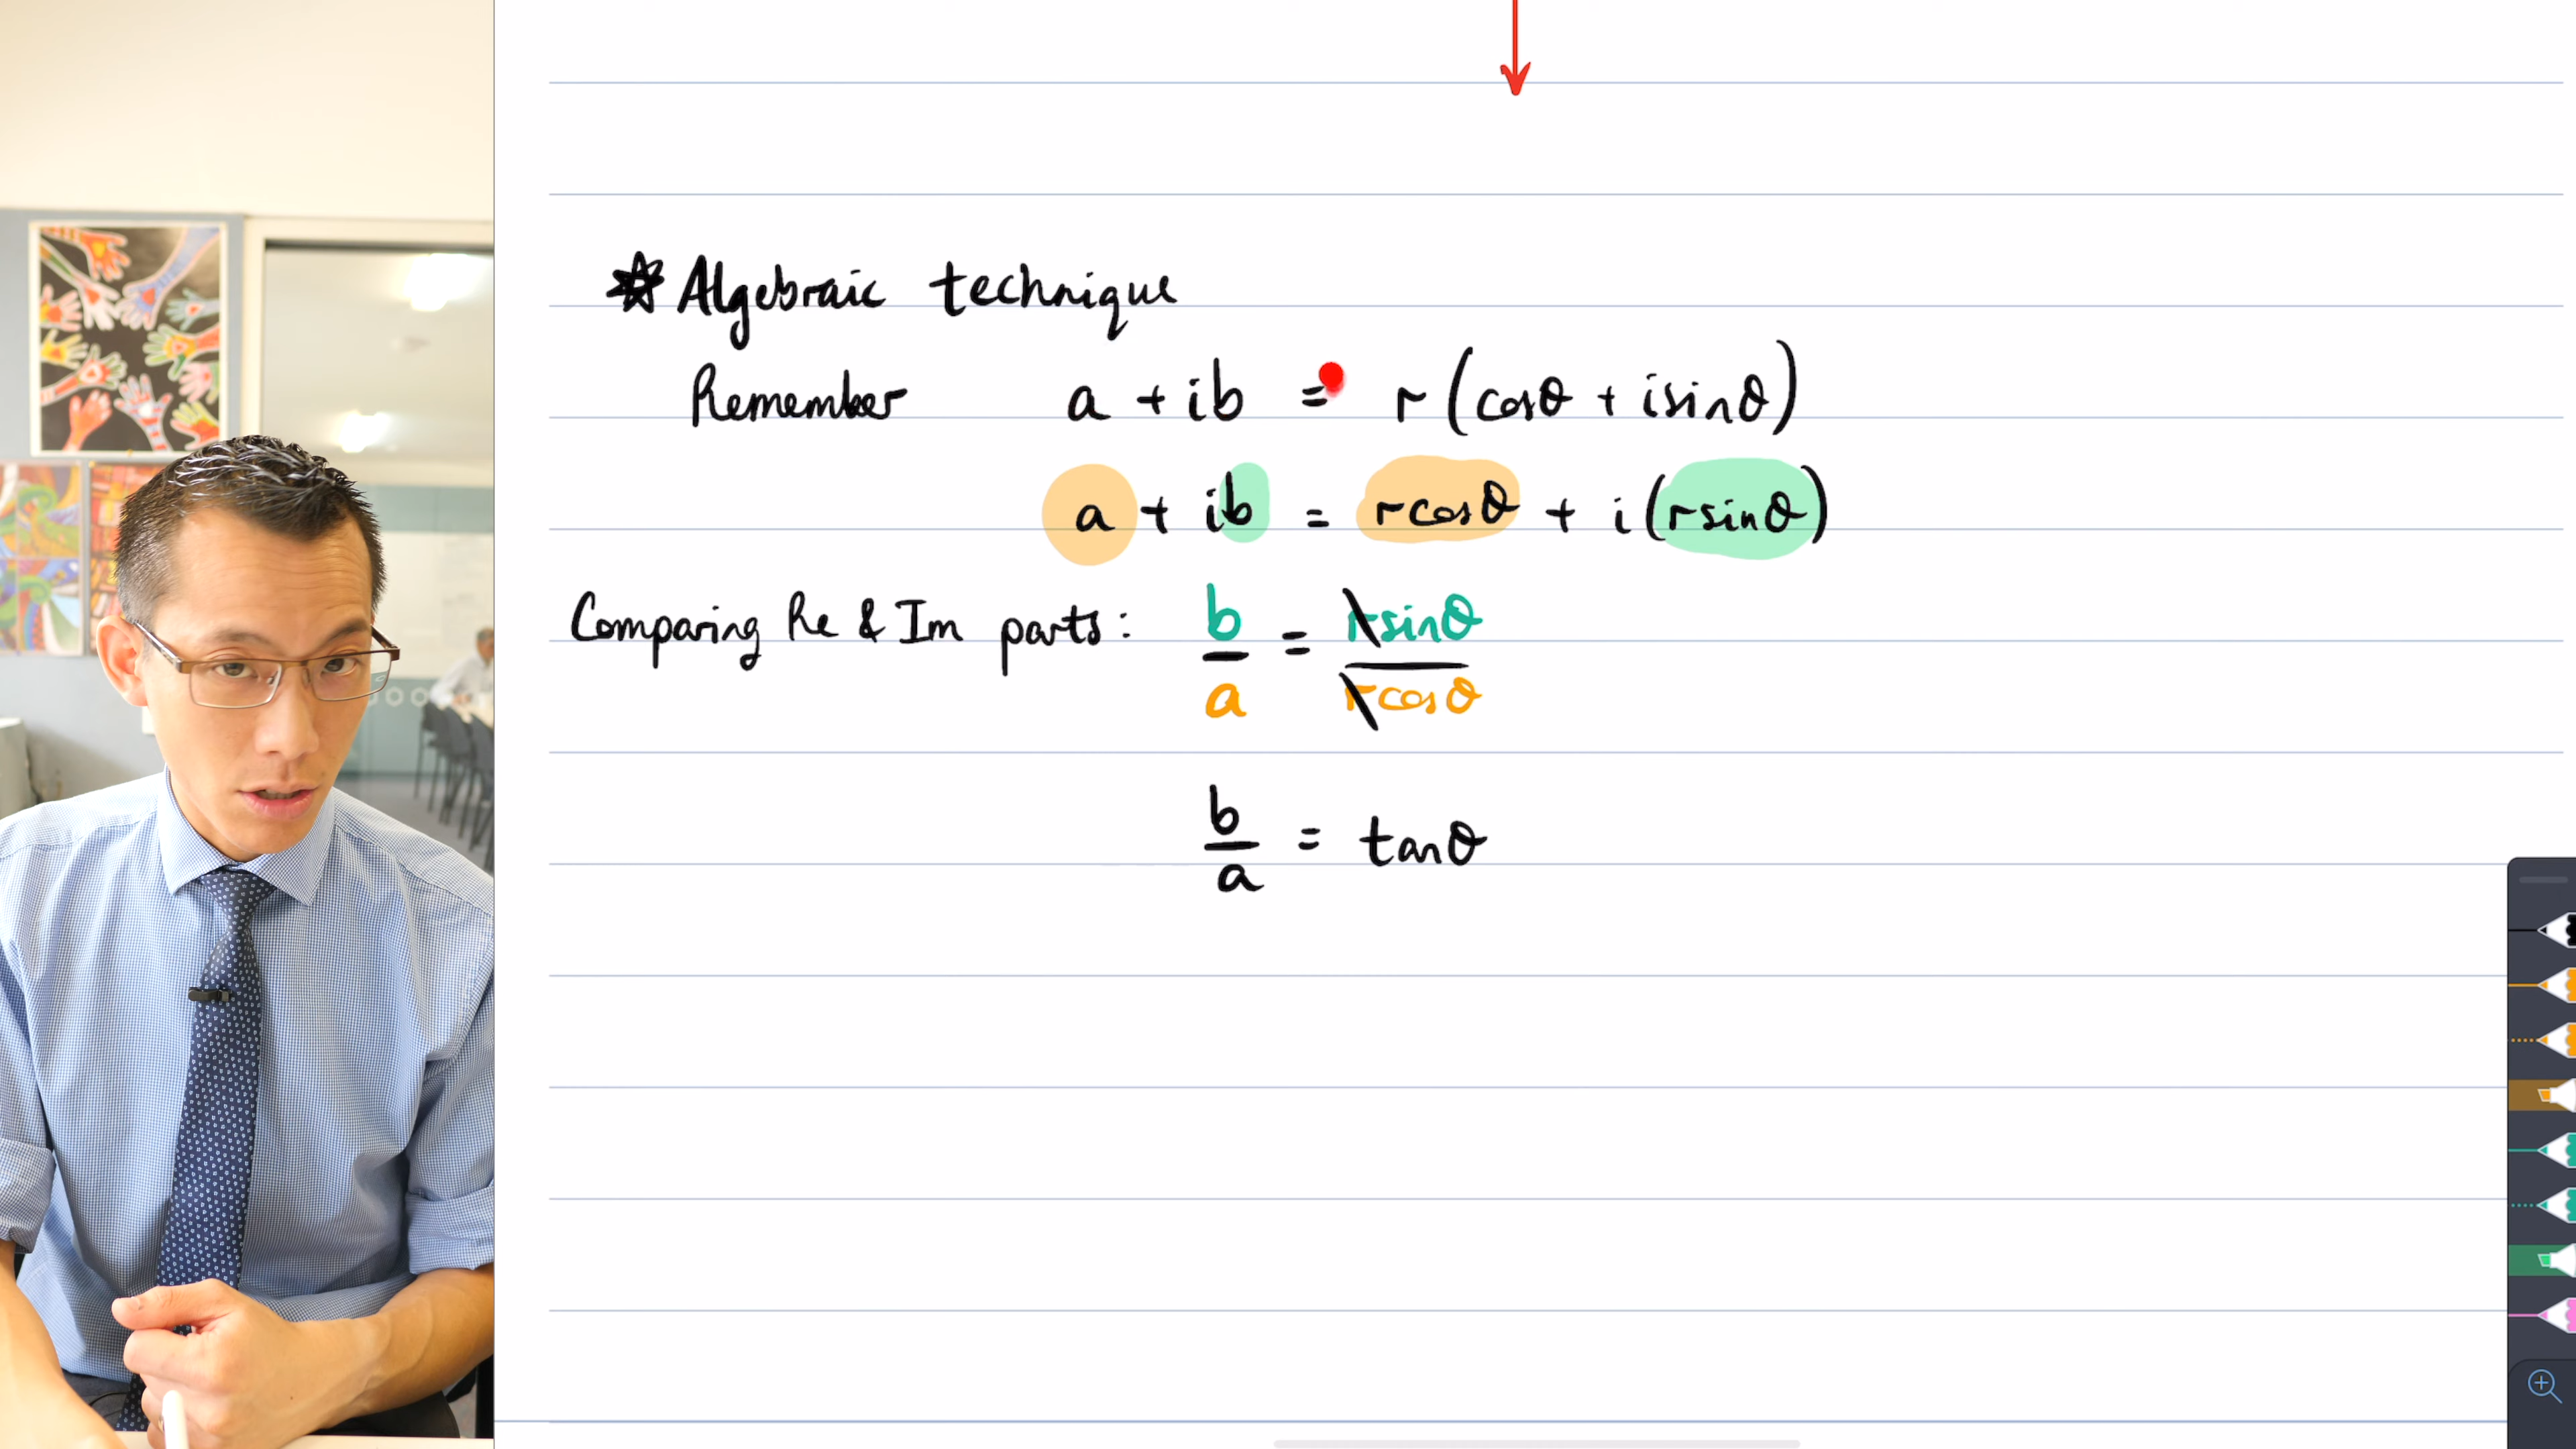 * Algebraic technique
Remember a + ib = r(cosθ + isinθ)
a + ib = rcosθ + i(rsinθ)
Comparing Re & Im parts: b/a = rsinθ/rcosθ
b/a = tanθ